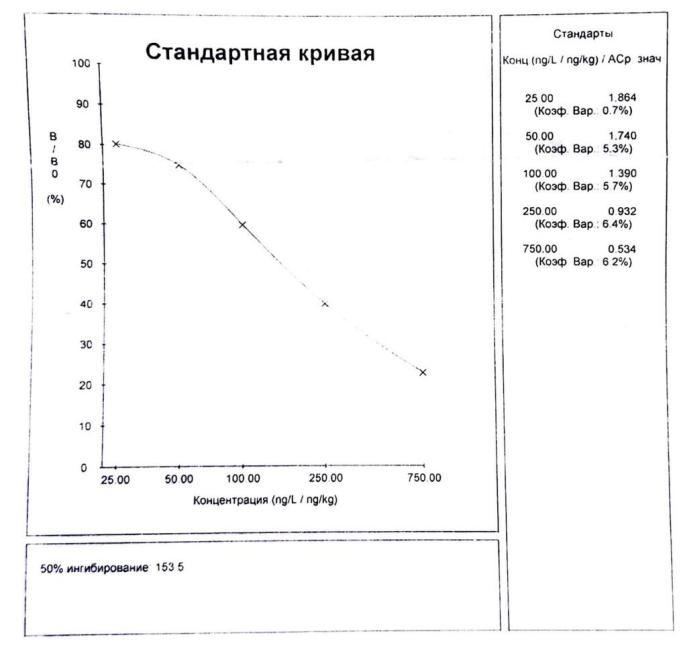 Стандартная кривая
100
90
80
70
60
50
40
30
20
10
0
B
/
B
0
(%)
25.00 50.00 100.00 250.00 750.00
Концентрация (ng/L / ng/kg)
Стандарты
Конц (ng/L / ng/kg) / АСр знач
25 00 1.864
(Коэф. Вар.: 0.7%)
50.00 1.740
(Коэф. Вар.: 5.3%)
100 00 1.390
(Коэф. Вар.: 5 7%)
250.00 0 932
(Коэф. Вар.: 6.4%)
750.00 0.534
(Коэф Вар : 6 2%)
50% ингибирование: 153 5